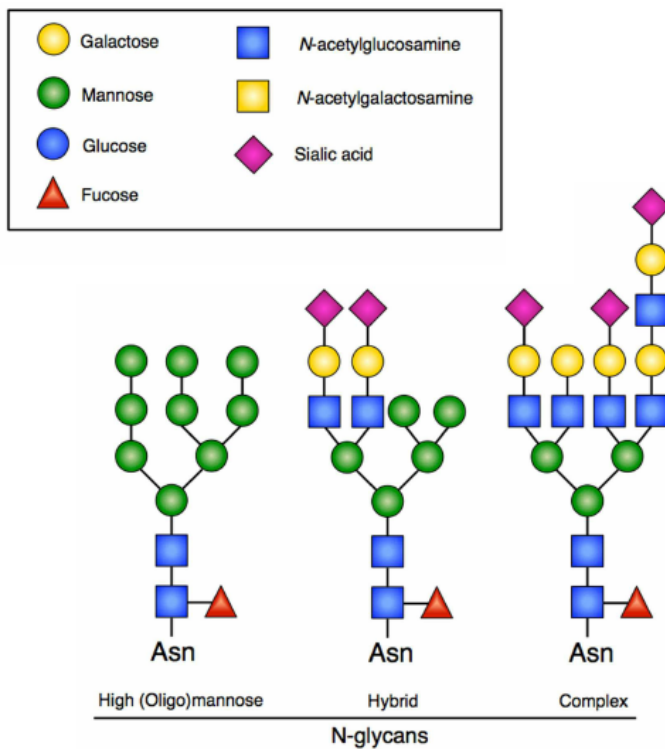 Galactose
Mannose
Glucose
Fucose
N-acetylglucosamine
N-acetylgalactosamine
Sialic acid
Asn Asn Asn
High (Oligo)mannose Hybrid Complex
N-glycans